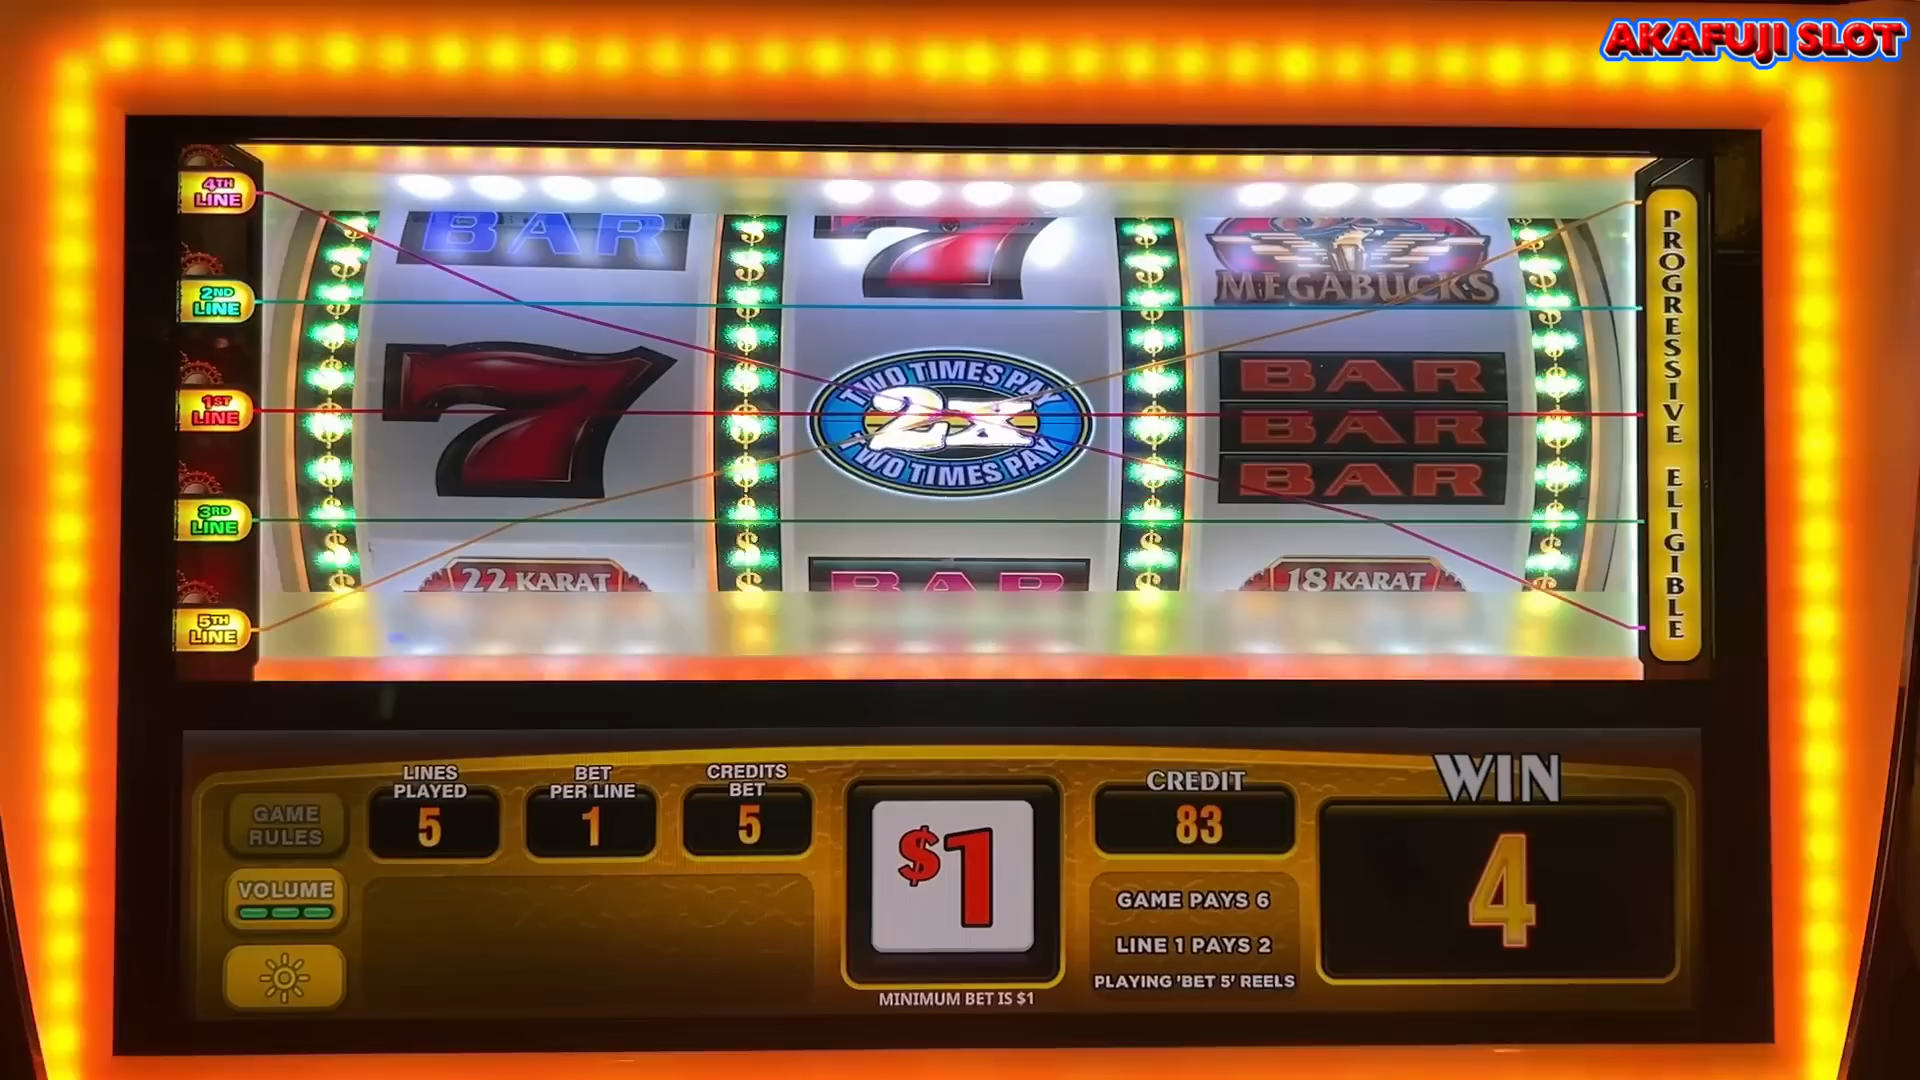 AKAFUJI SLOT
4TH
LINE
2ND
LINE
1ST
LINE
3RD
LINE
5TH
LINE
BAR
7
MEGABUCKS
7
TWO TIMES PAY
2X
TWO TIMES PAY
BAR
BAR
BAR
22 KARAT
BAR
18 KARAT
PROGRESSIVE ELIGIBLE
GAME
RULES
VOLUME
LINES
PLAYED
5
BET
PER LINE
1
CREDITS
BET
5
$1
MINIMUM BET IS $1
CREDIT
83
GAME PAYS 6
LINE 1 PAYS 2
PLAYING 'BET 5' REELS
WIN
4